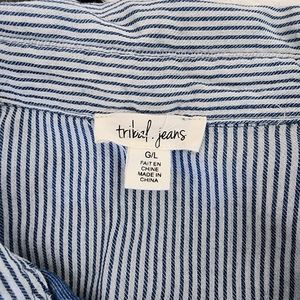 tribal.jeans
G/L
FAIT EN
CHINE
MADE IN
CHINA